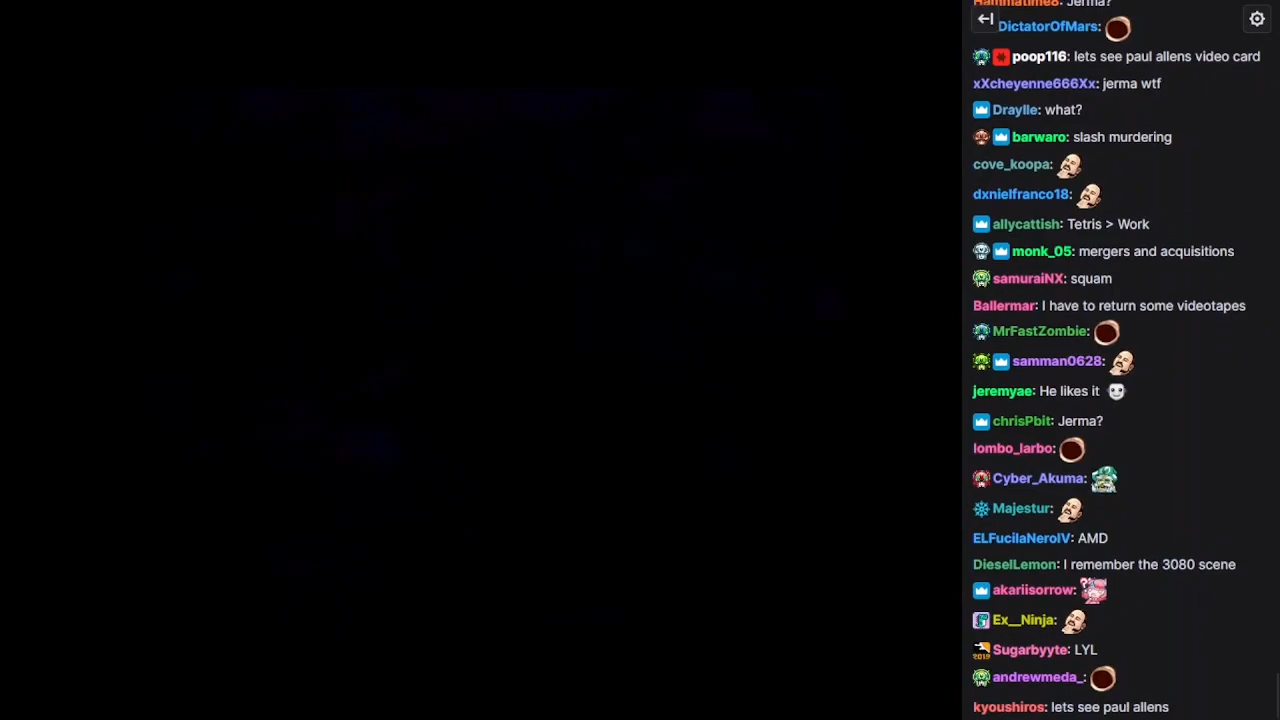 Hammatime8: Jerma?
DictatorOfMars:
poop116: lets see paul allens video card
xXcheyenne666Xx: jerma wtf
Draylle: what?
barwaro: slash murdering
cove_koopa:
dxnielfranco18:
allycattish: Tetris > Work
monk_05: mergers and acquisitions
samuraiNX: squam
Ballermar: I have to return some videotapes
MrFastZombie:
samman0628:
jeremyae: He likes it
chrisPbit: Jerma?
lombo_larbo:
Cyber_Akuma:
Majestur:
ELFucilaNeroIV: AMD
DieselLemon: I remember the 3080 scene
akariisorrow:
Ex__Ninja:
Sugarbyyte: LYL
andrewmeda_:
kyoushiros: lets see paul allens